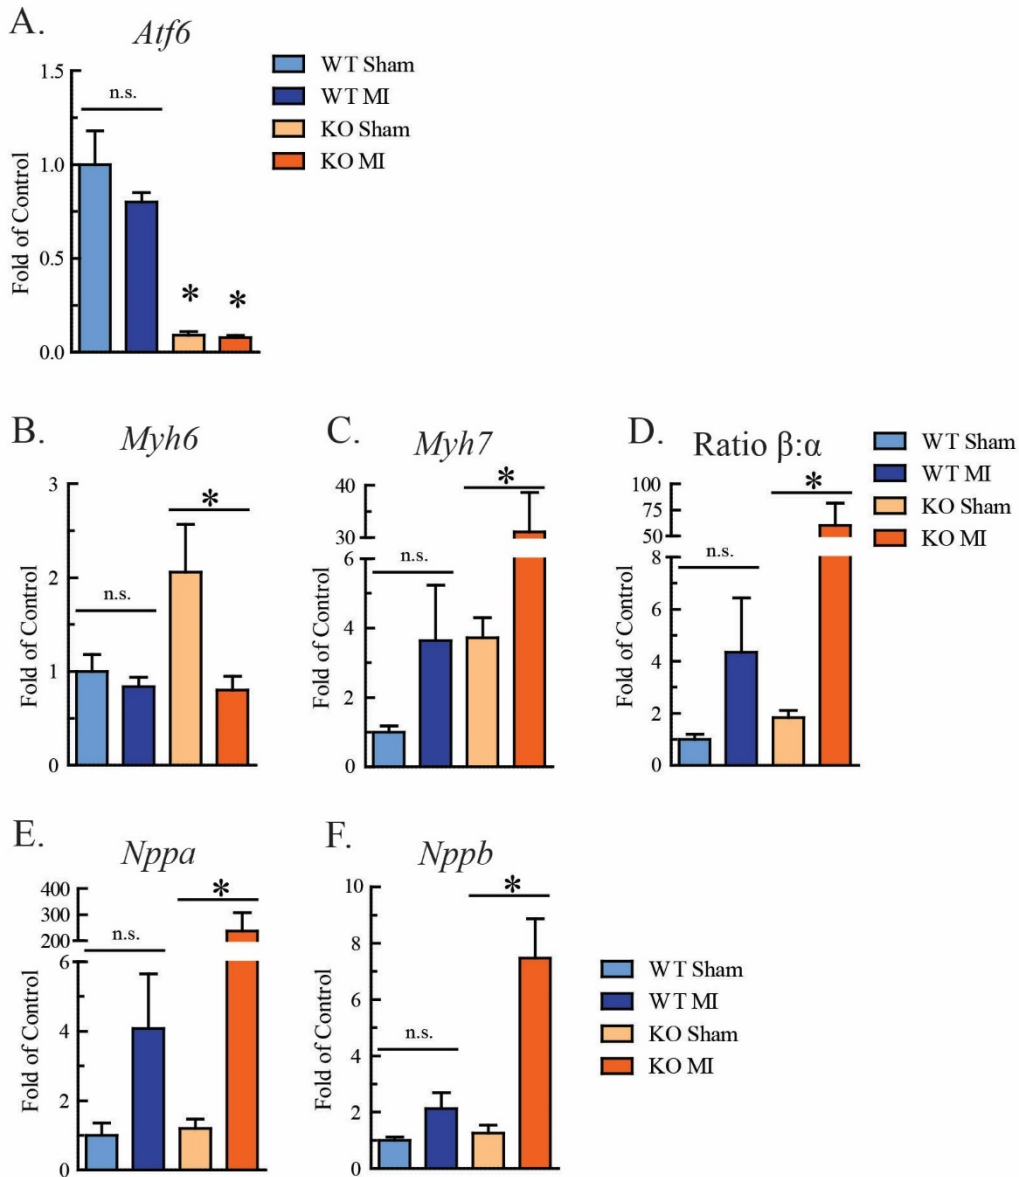 A.
Atf6
Fold of Control
1.5
1.0
0.5
0.0
n.s.
*
*
WT Sham
WT MI
KO Sham
KO MI
B.
Myh6
Fold of Control
3
2
1
0
n.s.
*
C.
Myh7
Fold of Control
40
30
6
4
2
0
n.s.
*
D.
Ratio β:α
Fold of Control
100
75
50
8
6
4
2
0
n.s.
*
WT Sham
WT MI
KO Sham
KO MI
E.
Nppa
Fold of Control
400
300
200
6
4
2
0
n.s.
*
F.
Nppb
Fold of Control
10
8
6
4
2
0
n.s.
*
WT Sham
WT MI
KO Sham
KO MI